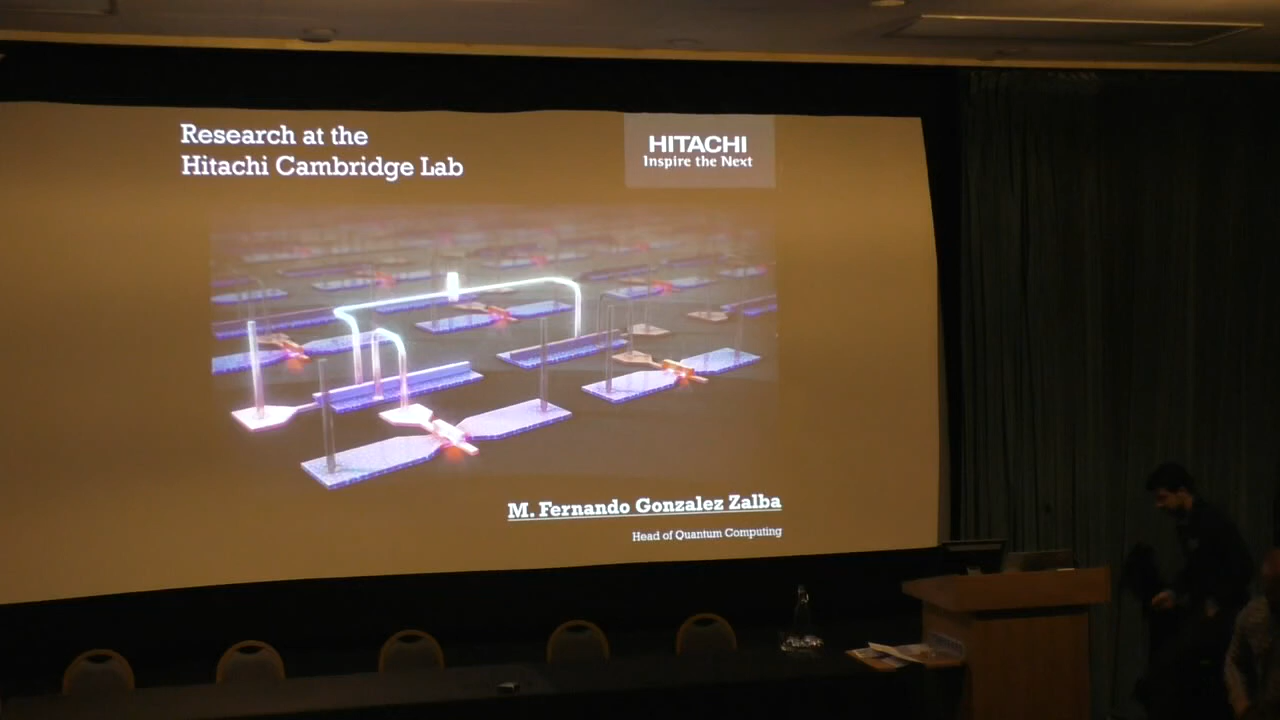 Research at the
Hitachi Cambridge Lab
HITACHI
Inspire the Next
M. Fernando Gonzalez Zalba
Head of Quantum Computing